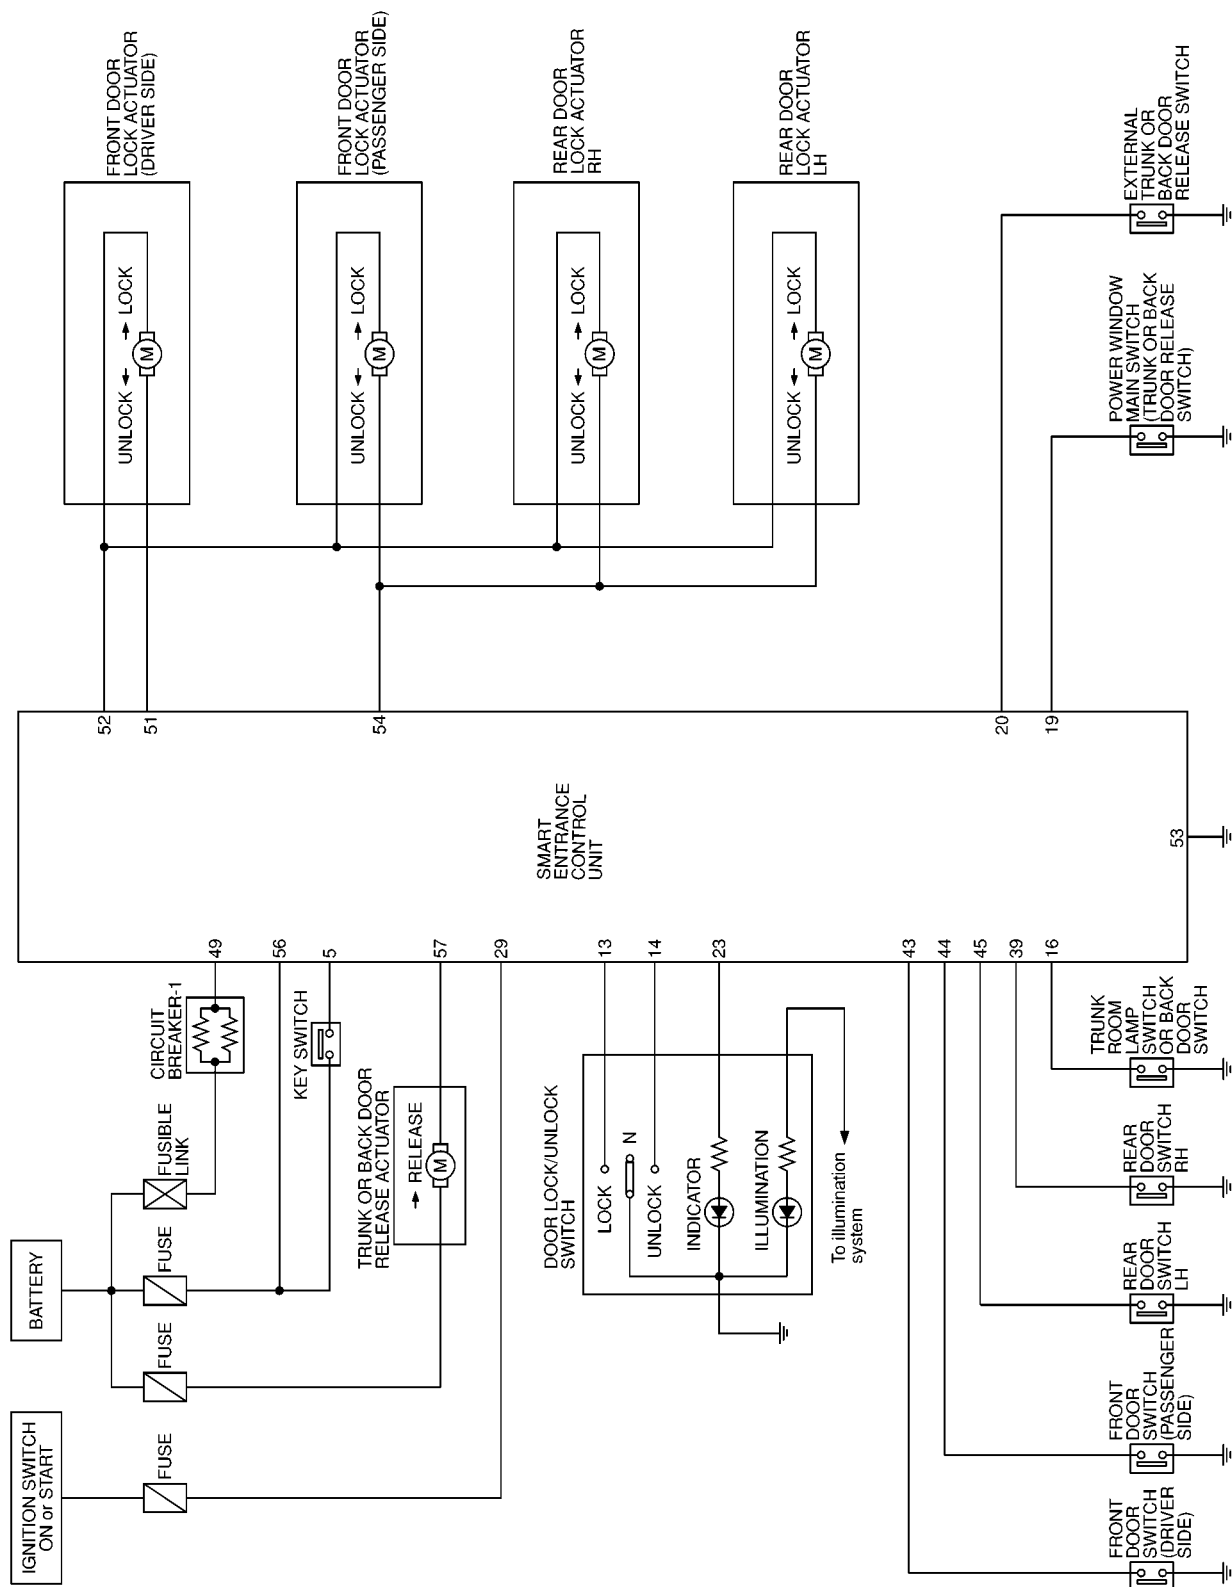 IGNITION SWITCH
ON or START
BATTERY
FUSE
FUSE
FUSE
FUSIBLE
LINK
CIRCUIT
BREAKER-1
KEY SWITCH
TRUNK OR BACK DOOR
RELEASE ACTUATOR
RELEASE
M
DOOR LOCK/UNLOCK
SWITCH
LOCK
N
UNLOCK
INDICATOR
ILLUMINATION
To illumination
system
FRONT
DOOR
SWITCH
(DRIVER
SIDE)
FRONT
DOOR
SWITCH
(PASSENGER
SIDE)
REAR
DOOR
SWITCH
LH
REAR
DOOR
SWITCH
RH
TRUNK
ROOM
LAMP
SWITCH
OR BACK
DOOR
SWITCH
49
56
5
57
29
13
14
23
43
44
45
39
16
SMART
ENTRANCE
CONTROL
UNIT
53
52
51
54
20
19
UNLOCK
LOCK
M
FRONT DOOR
LOCK ACTUATOR
(DRIVER SIDE)
UNLOCK
LOCK
M
FRONT DOOR
LOCK ACTUATOR
(PASSENGER SIDE)
UNLOCK
LOCK
M
REAR DOOR
LOCK ACTUATOR
RH
UNLOCK
LOCK
M
REAR DOOR
LOCK ACTUATOR
LH
POWER WINDOW
MAIN SWITCH
(TRUNK OR BACK
DOOR RELEASE
SWITCH)
EXTERNAL
TRUNK OR
BACK DOOR
RELEASE SWITCH